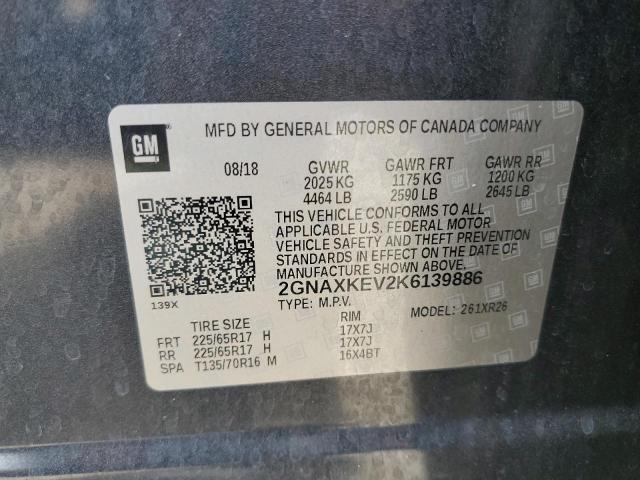 GM
MFD BY GENERAL MOTORS OF CANADA COMPANY
08/18 GVWR GAWR FRT GAWR RR
2025 KG 1175 KG 1200 KG
4464 LB 2590 LB 2645 LB
THIS VEHICLE CONFORMS TO ALL
APPLICABLE U.S. FEDERAL MOTOR
VEHICLE SAFETY AND THEFT PREVENTION
STANDARDS IN EFFECT ON THE DATE OF
MANUFACTURE SHOWN ABOVE.
139X
2GNAXKEV2K6139886
TYPE: M.P.V. MODEL: 261XR26
TIRE SIZE RIM
FRT 225/65R17 H 17X7J
RR 225/65R17 H 17X7J
SPA T135/70R16 M 16X4BT